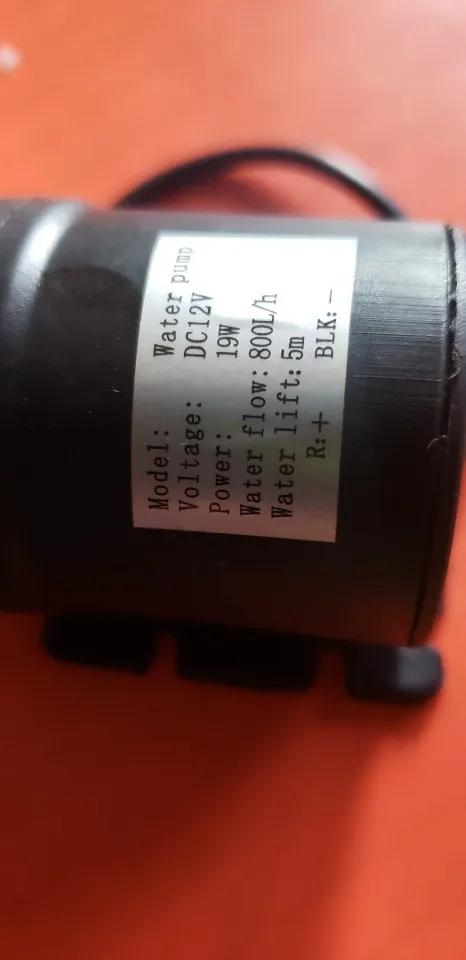 Model: Water pump
Voltage: DC12V
Power: 19W
Water flow: 800L/h
Water lift: 5m
R:+ BLK:-